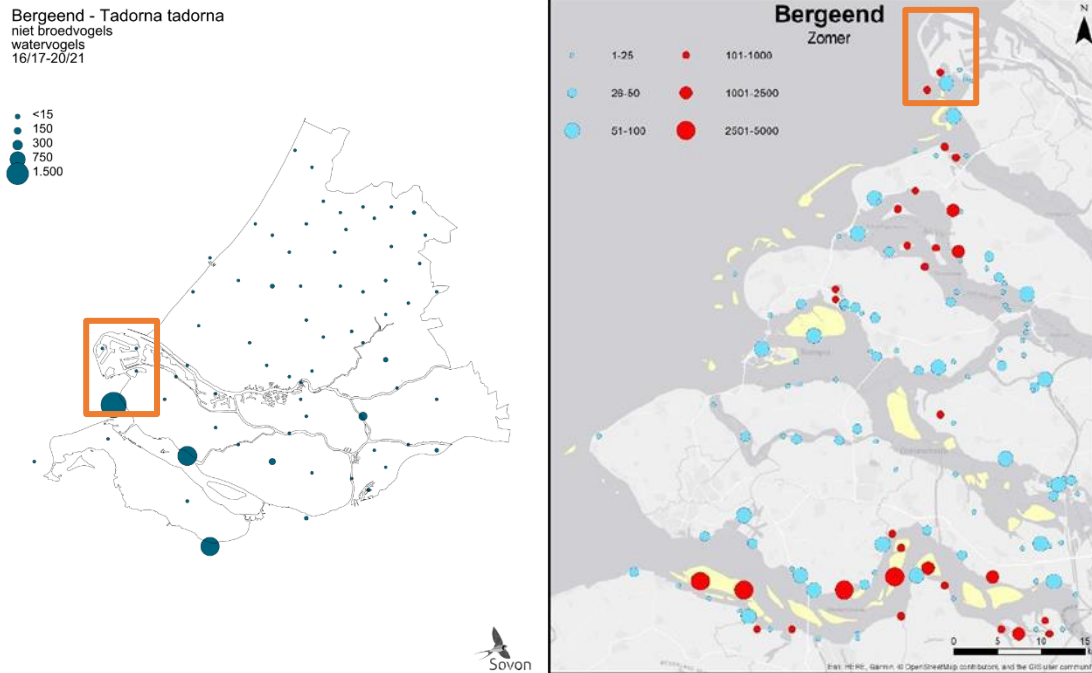 Bergeend - Tadorna tadorna
niet broedvogels
watervogels
16/17-20/21
<15
150
300
750
1.500
Sovon
Bergeend
Zomer
N
1-25
101-1000
26-50
1001-2500
51-100
2501-5000
0
5
10
15
Esri, HERE, Garmin, © OpenStreetMap contributors, and the GIS user communit